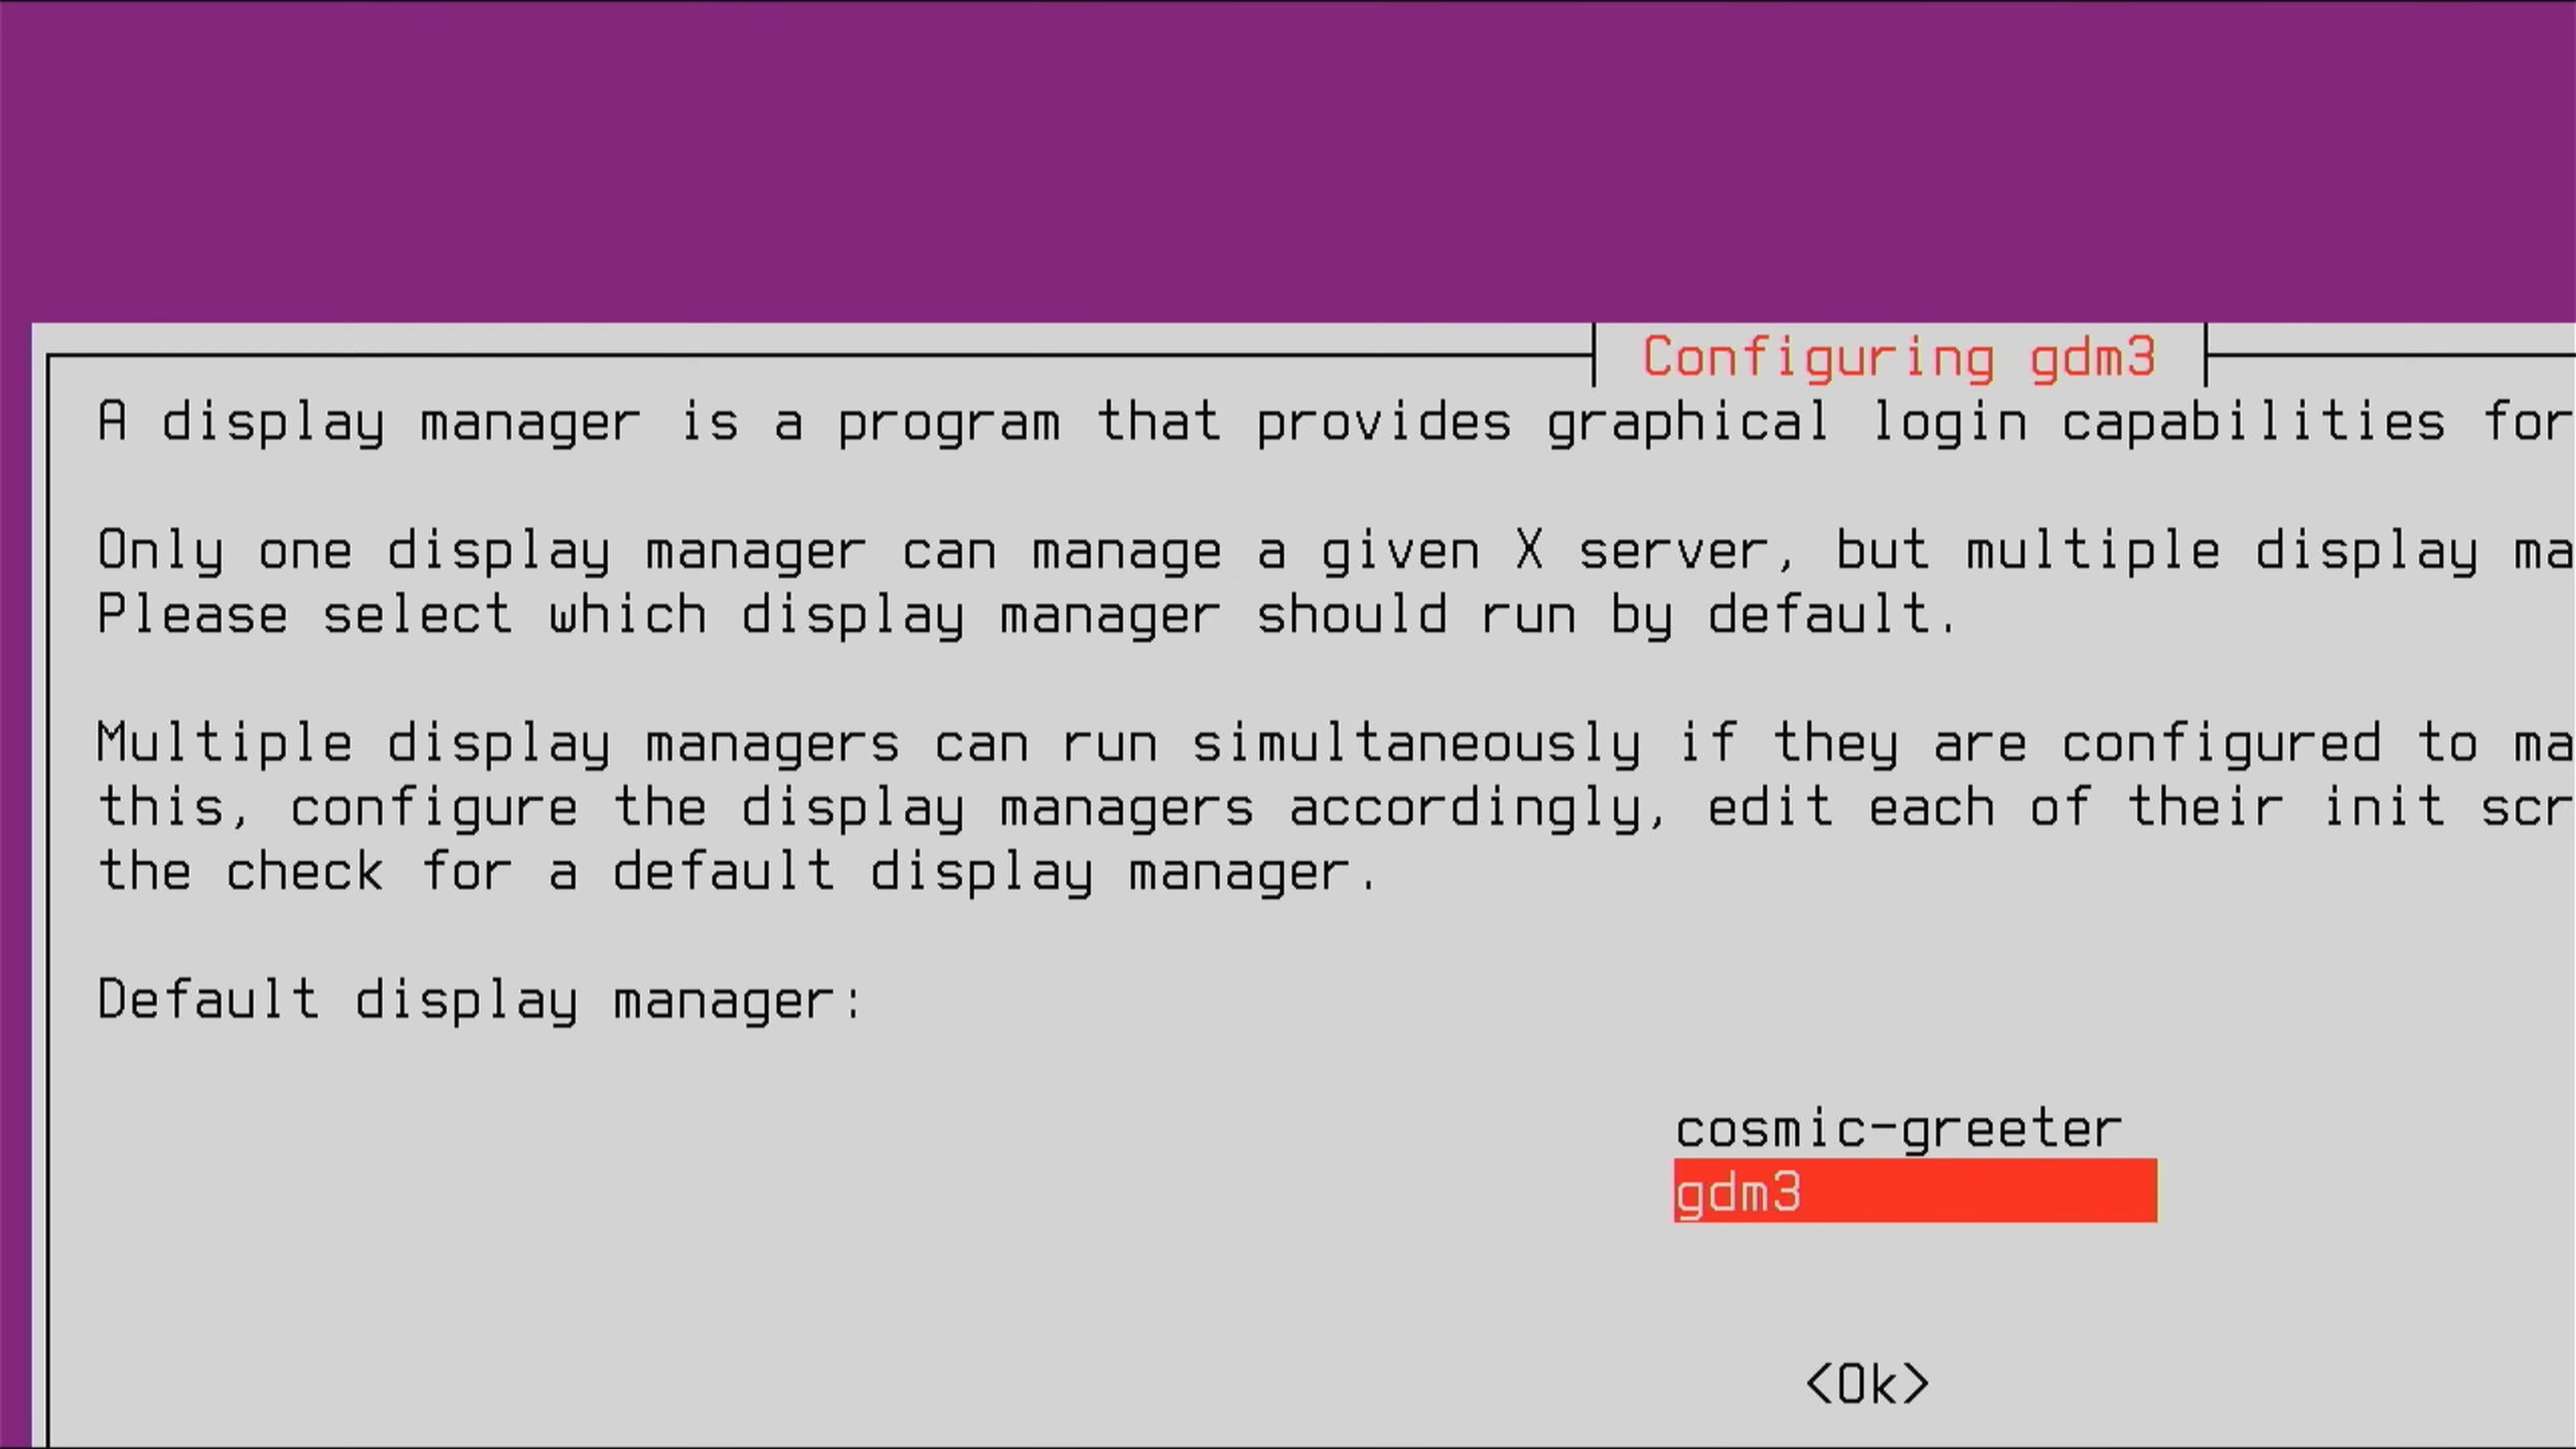 Configuring gdm3
A display manager is a program that provides graphical login capabilities for
Only one display manager can manage a given X server, but multiple display ma
Please select which display manager should run by default.
Multiple display managers can run simultaneously if they are configured to ma
this, configure the display managers accordingly, edit each of their init scr
the check for a default display manager.
Default display manager:
cosmic-greeter
gdm3
<Ok>